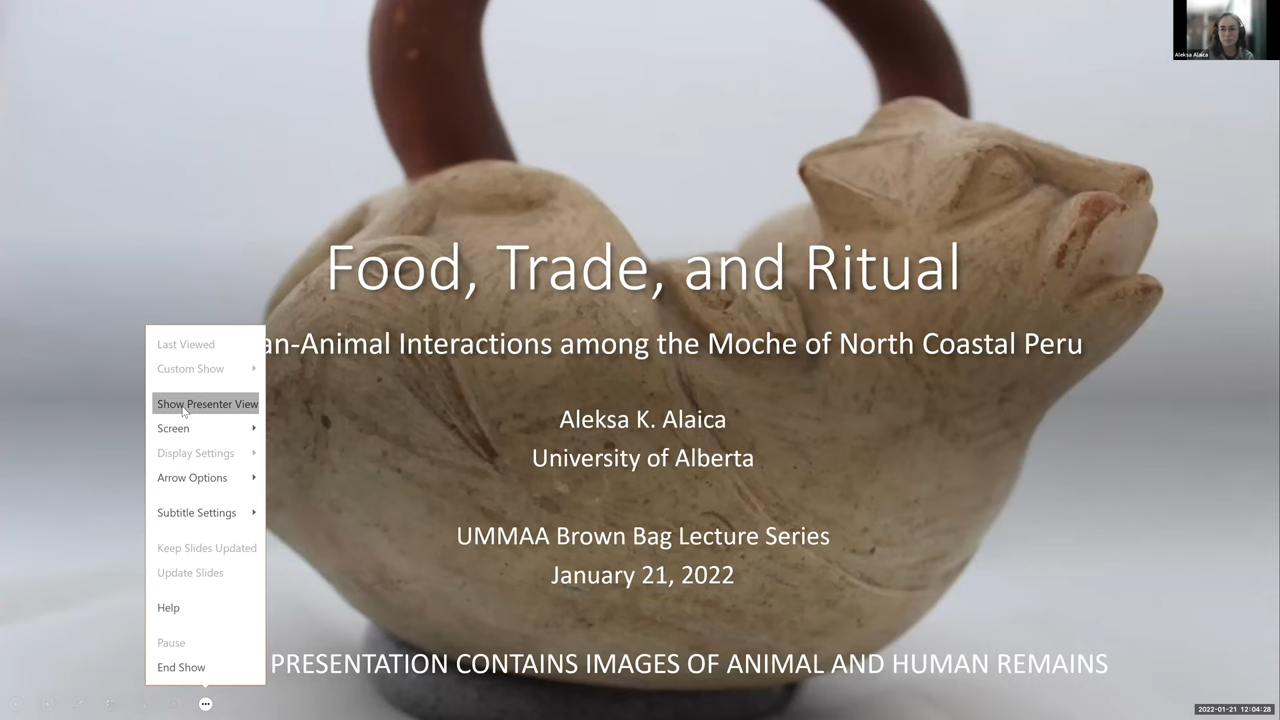 Aleksa Alaica
Food, Trade, and Ritual
an-Animal Interactions among the Moche of North Coastal Peru
Aleksa K. Alaica
University of Alberta
UMMAA Brown Bag Lecture Series
January 21, 2022
PRESENTATION CONTAINS IMAGES OF ANIMAL AND HUMAN REMAINS
Last Viewed
Custom Show
Show Presenter View
Screen
Display Settings
Arrow Options
Subtitle Settings
Keep Slides Updated
Update Slides
Help
Pause
End Show
2022-01-21 12:04:28